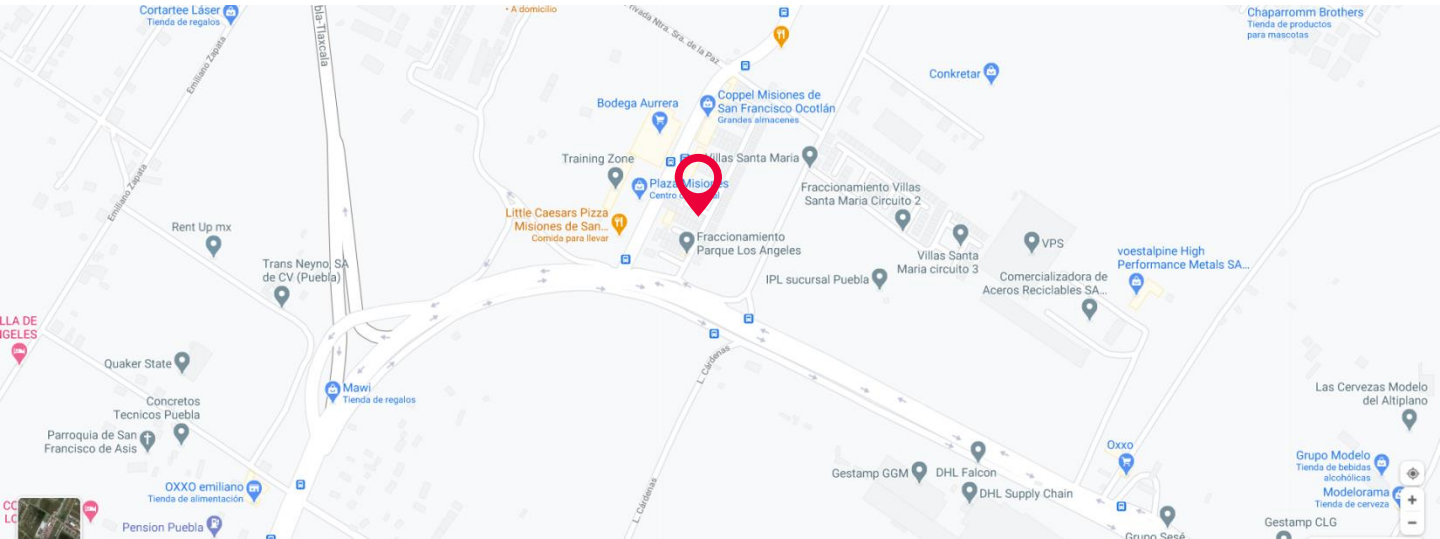 Cortartee Láser
Tienda de regalos
bla-Tlaxcala
• A domicilio
rivada Ntra. Sra. de la Paz
Chaparromm Brothers
Tienda de productos
para mascotas
Emiliano Zapata
Conkretar
Bodega Aurrera
Coppel Misiones de
San Francisco Ocotlán
Grandes almacenes
Training Zone
Villas Santa Maria
Plaza Misiones
Fraccionamiento Villas
Santa Maria Circuito 2
Emiliano Zapata
Little Caesars Pizza
Misiones de San...
Comida para llevar
Rent Up mx
Fraccionamiento
Parque Los Angeles
VPS
Villas Santa
Maria circuito 3
voestalpine High
Performance Metals SA...
Trans Neyno, SA
de CV (Puebla)
IPL sucursal Puebla
Comercializadora de
Aceros Reciclables SA...
LLA DE
NGELES
L. Cárdenas
Quaker State
Mawi
Tienda de regalos
Las Cervezas Modelo
del Altiplano
Concretos
Tecnicos Puebla
Parroquia de San
Francisco de Asis
Oxxo
Grupo Modelo
Tienda de bebidas
alcohólicas
Gestamp GGM
DHL Falcon
OXXO emiliano
Tienda de alimentación
DHL Supply Chain
Modelorama
Tienda de cerveza
L. Cárdenas
CO
LO
Pension Puebla
Gestamp CLG
Grupo Sesé